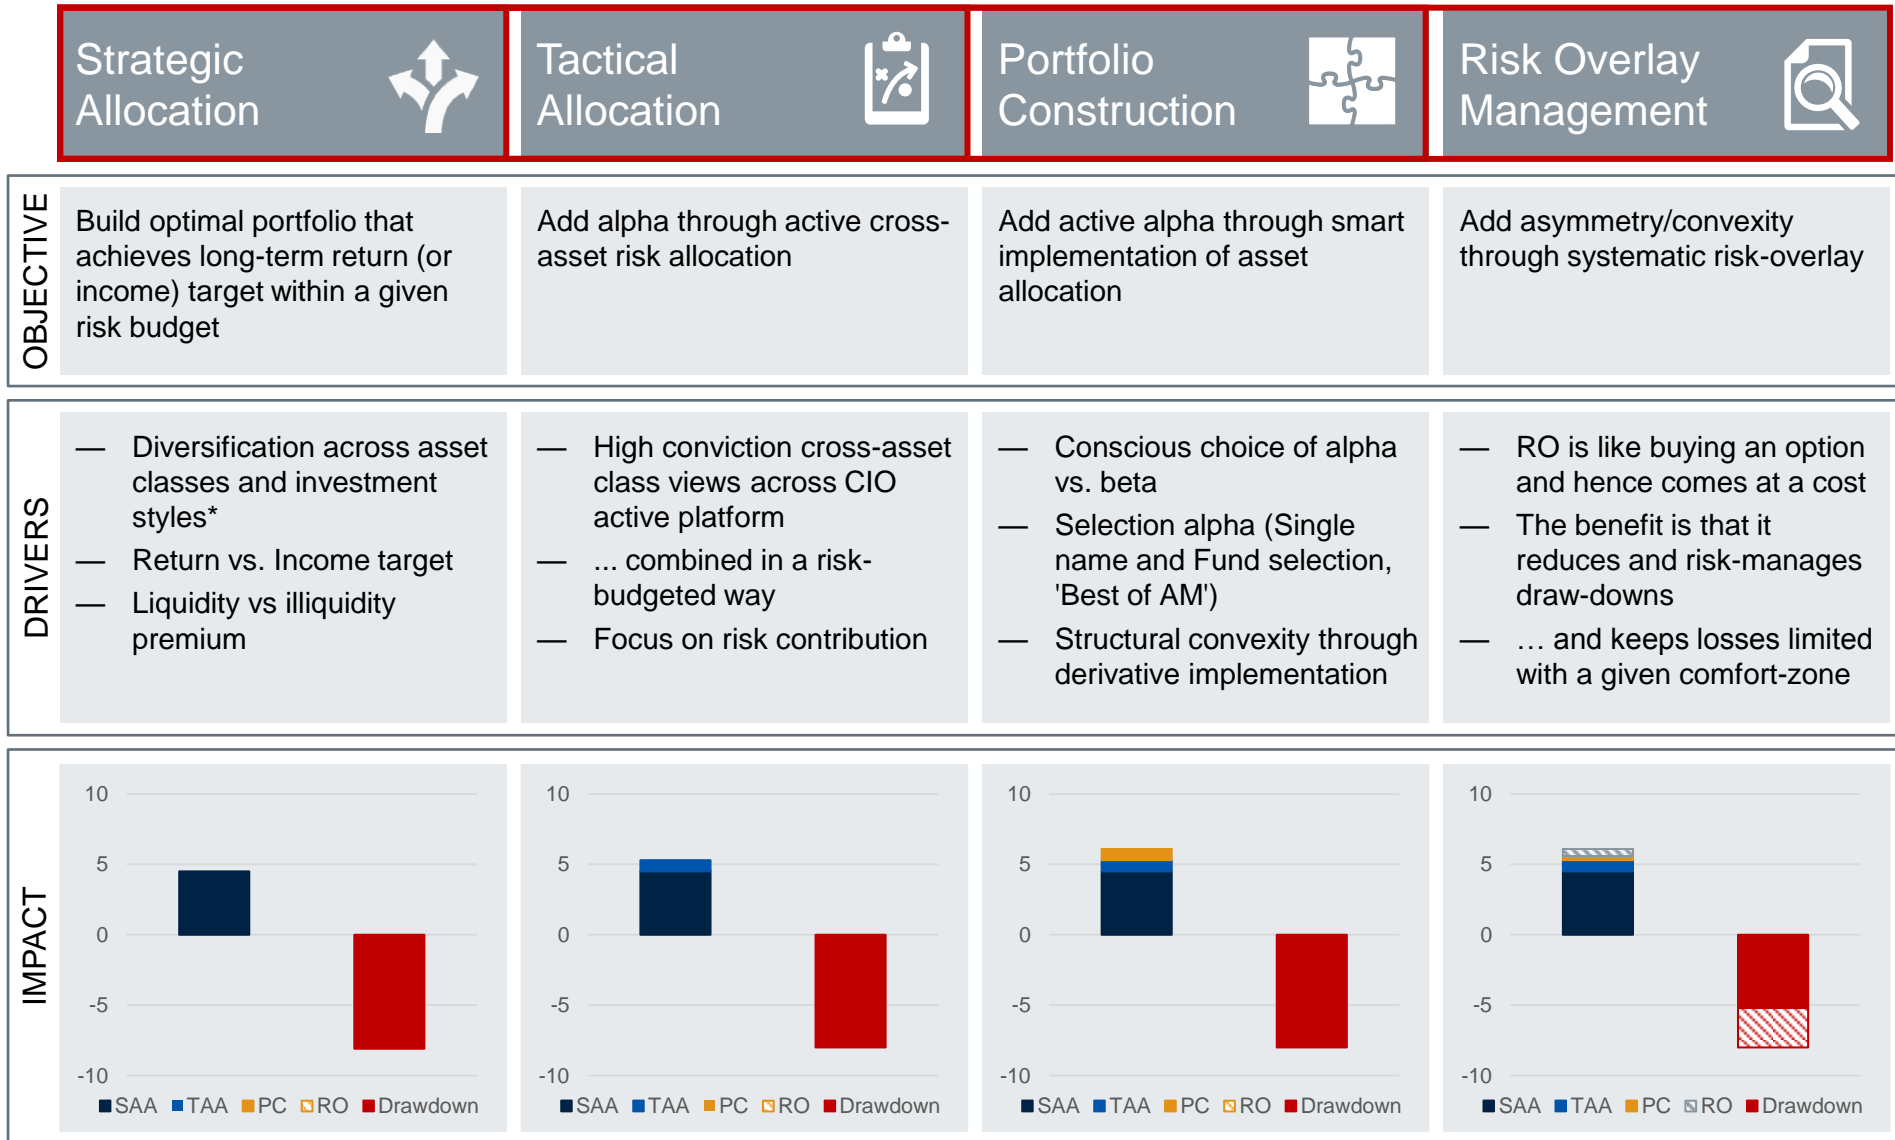 Strategic
Allocation
Tactical
Allocation
Portfolio
Construction
Risk Overlay
Management
OBJECTIVE
Build optimal portfolio that
achieves long-term return (or
income) target within a given
risk budget
Add alpha through active cross-
asset risk allocation
Add active alpha through smart
implementation of asset
allocation
Add asymmetry/convexity
through systematic risk-overlay
DRIVERS
— Diversification across asset
classes and investment
styles*
— Return vs. Income target
— Liquidity vs illiquidity
premium
— High conviction cross-asset
class views across CIO
active platform
— ... combined in a risk-
budgeted way
— Focus on risk contribution
— Conscious choice of alpha
vs. beta
— Selection alpha (Single
name and Fund selection,
'Best of AM')
— Structural convexity through
derivative implementation
— RO is like buying an option
and hence comes at a cost
— The benefit is that it
reduces and risk-manages
draw-downs
— … and keeps losses limited
with a given comfort-zone
IMPACT
10
5
0
-5
-10
SAA TAA PC RO Drawdown
10
5
0
-5
-10
SAA TAA PC RO Drawdown
10
5
0
-5
-10
SAA TAA PC RO Drawdown
10
5
0
-5
-10
SAA TAA PC RO Drawdown